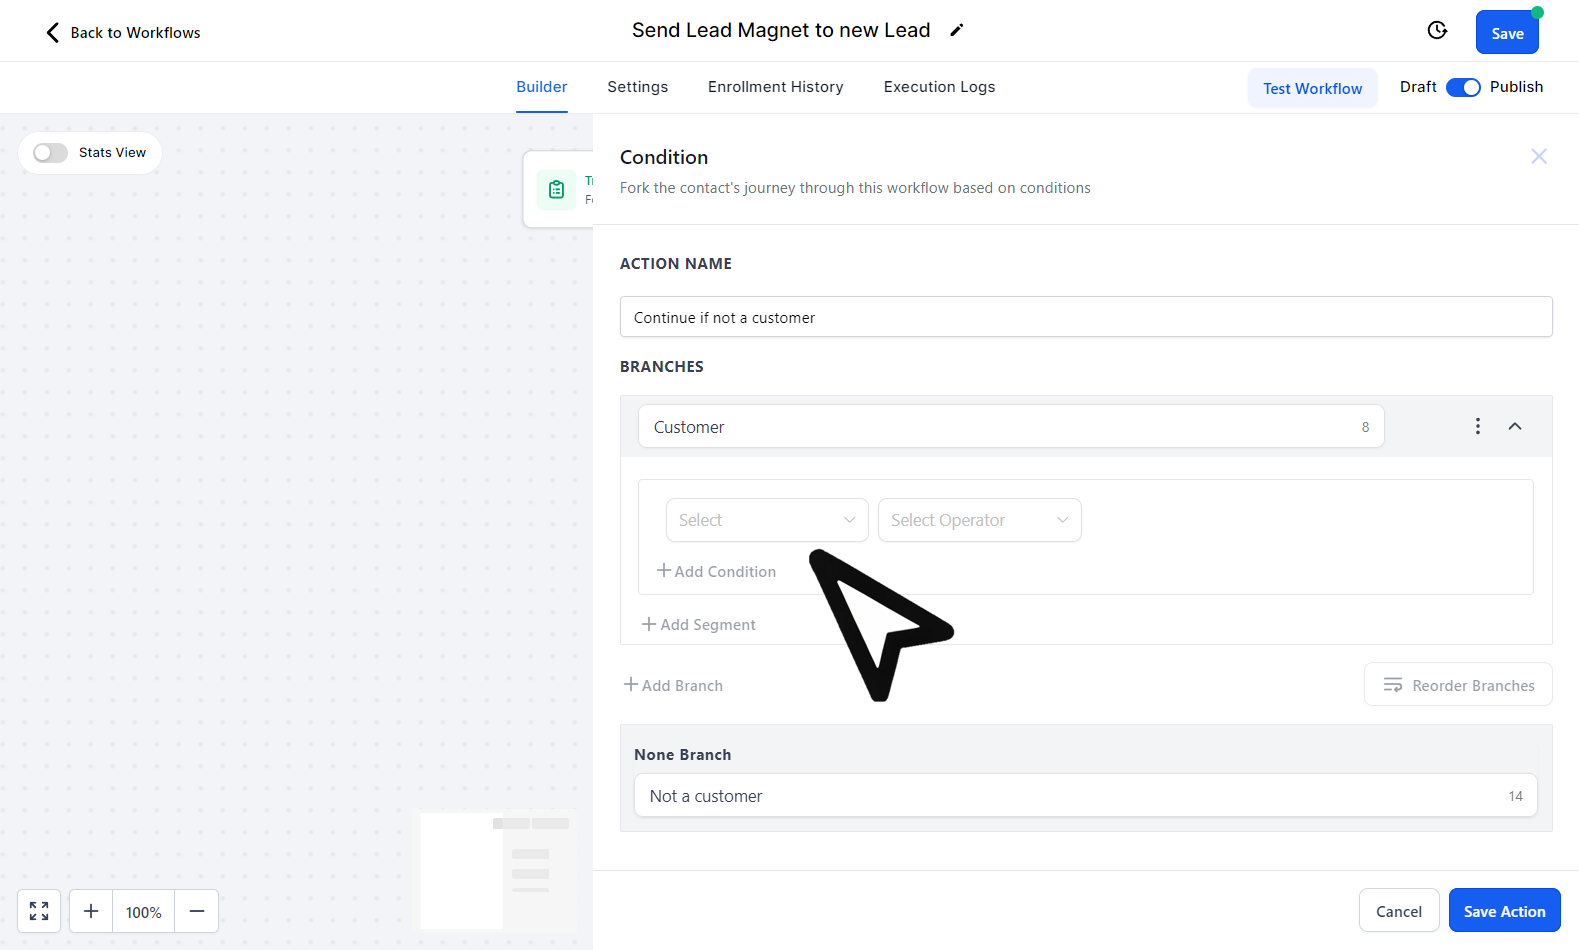 Back to Workflows
Send Lead Magnet to new Lead
Save
Builder
Settings
Enrollment History
Execution Logs
Test Workflow
Draft
Publish
Stats View
Condition
Fork the contact's journey through this workflow based on conditions
ACTION NAME
Continue if not a customer
BRANCHES
Customer
8
Select
Select Operator
Add Condition
Add Segment
Add Branch
Reorder Branches
None Branch
Not a customer
14
100%
Cancel
Save Action